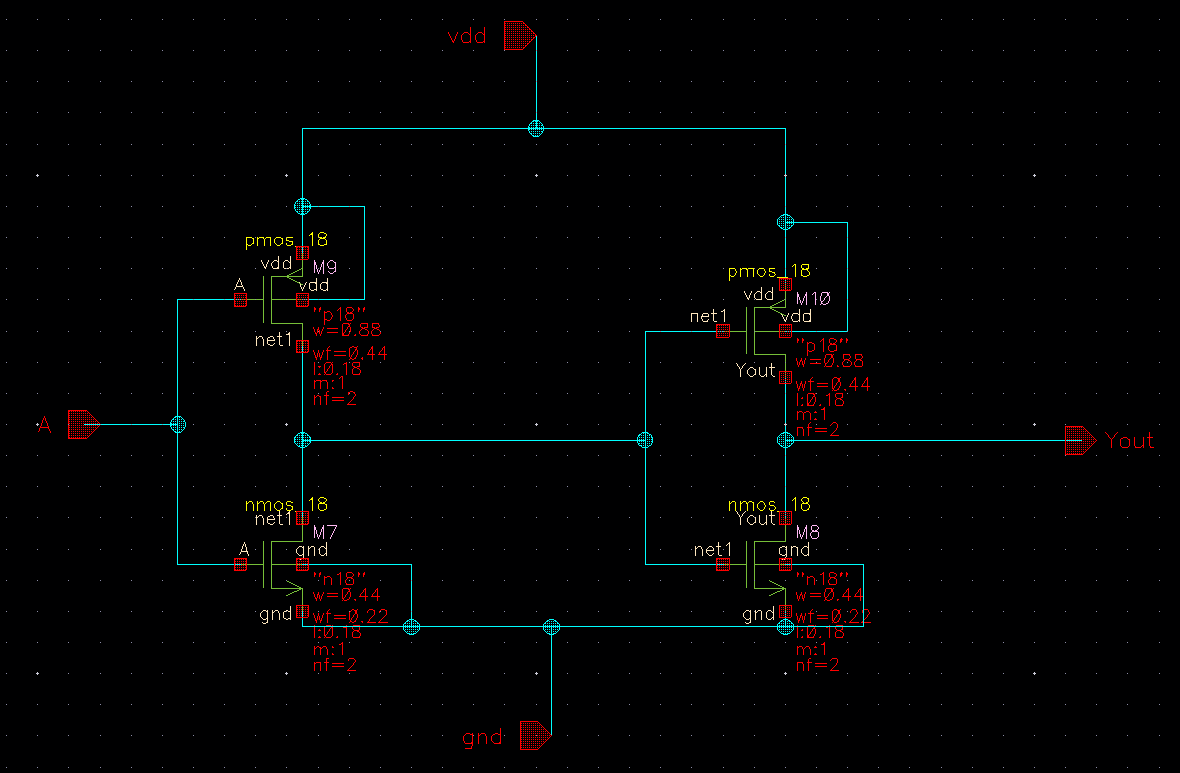 vdd
pmos_18
vdd
M9
A
vdd
"p18"
w=0.88
net1
wf=0.44
l:0.18
m:1
nf=2
pmos_18
vdd
M10
net1
vdd
"p18"
w=0.88
Yout
wf=0.44
l:0.18
m:1
nf=2
A
Yout
nmos_18
net1
M7
A
gnd
"n18"
w=0.44
gnd
wf=0.22
l:0.18
m:1
nf=2
nmos_18
Yout
M8
net1
gnd
"n18"
w=0.44
gnd
wf=0.22
l:0.18
m:1
nf=2
gnd